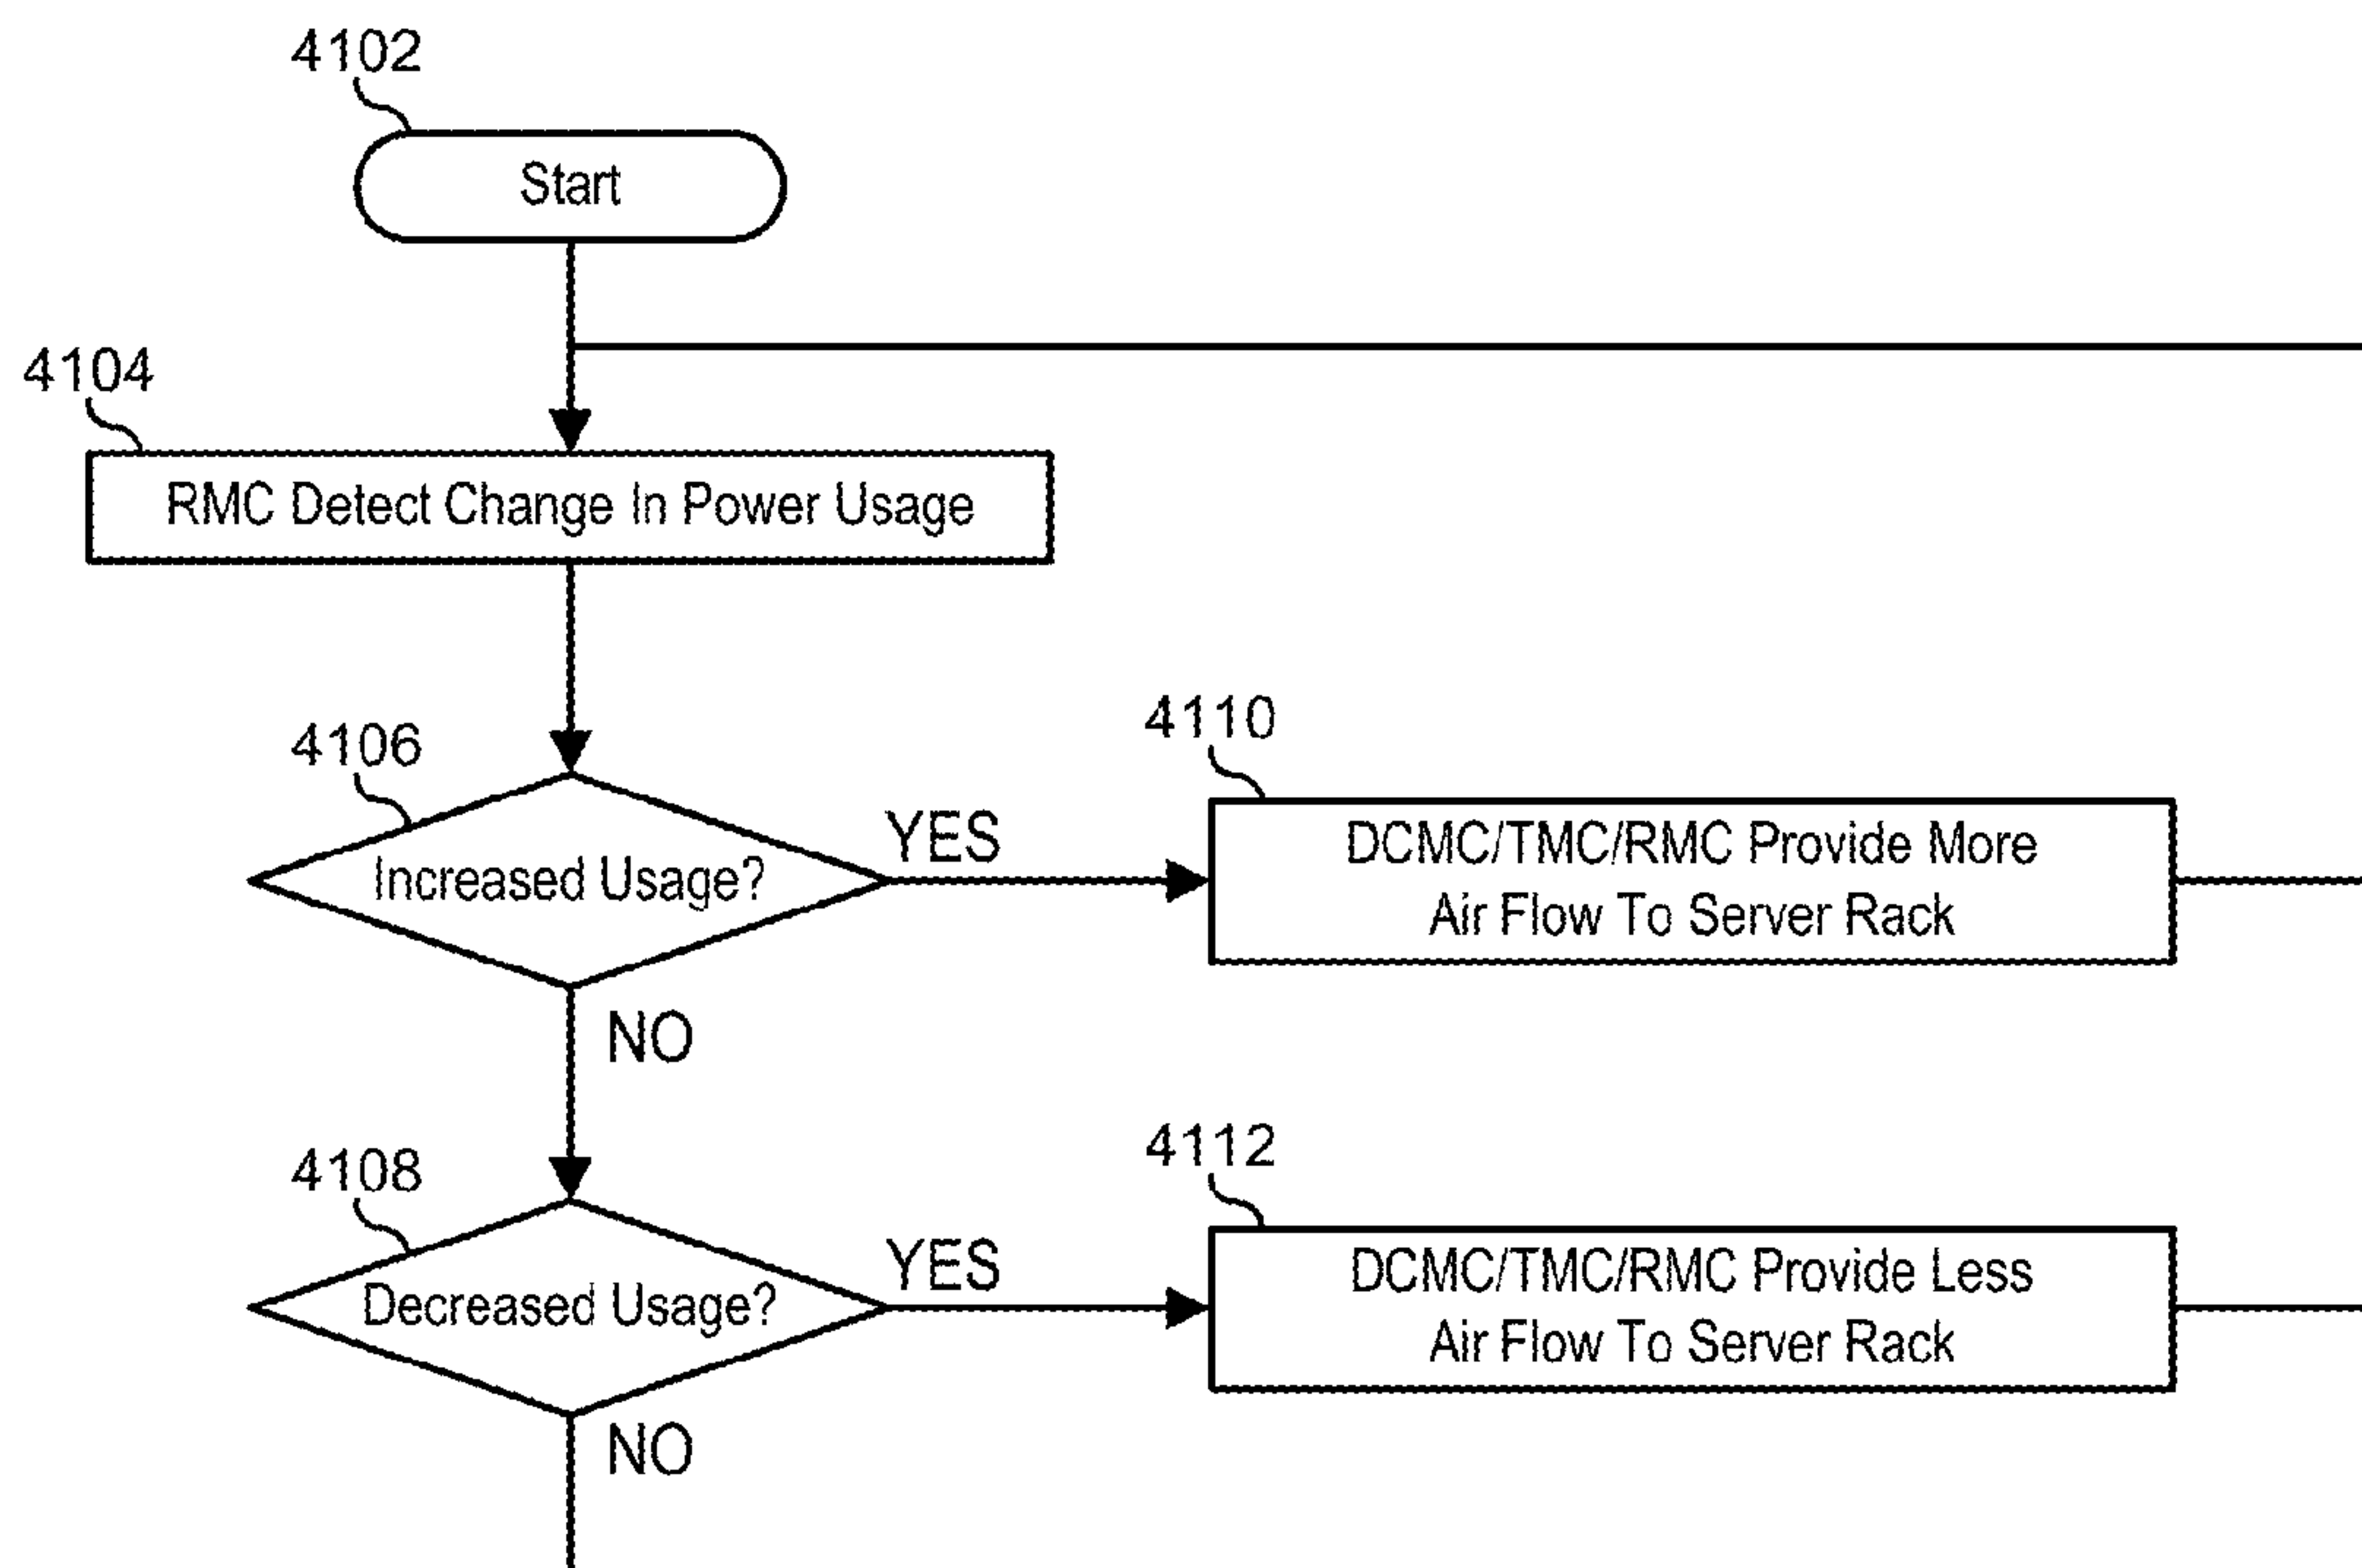 4102
Start
4104
RMC Detect Change In Power Usage
4106
Increased Usage?
YES
4110
DCMC/TMC/RMC Provide More
Air Flow To Server Rack
NO
4108
Decreased Usage?
YES
4112
DCMC/TMC/RMC Provide Less
Air Flow To Server Rack
NO